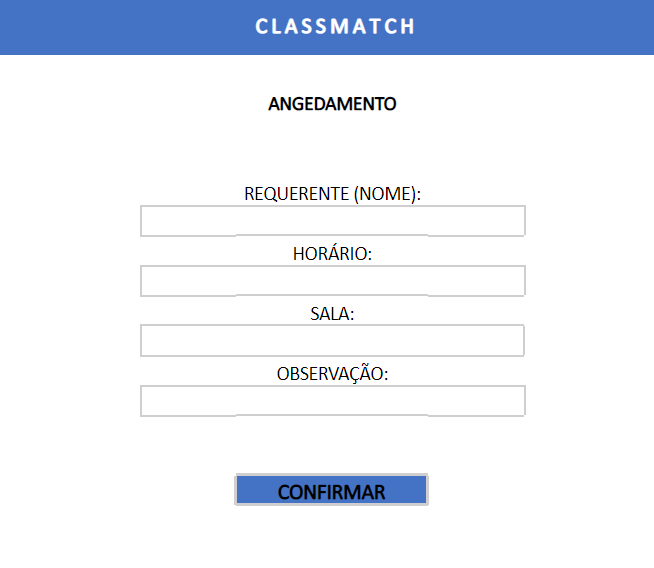 CLASSMATCH
ANGEDAMENTO
REQUERENTE (NOME):
HORÁRIO:
SALA:
OBSERVAÇÃO:
CONFIRMAR